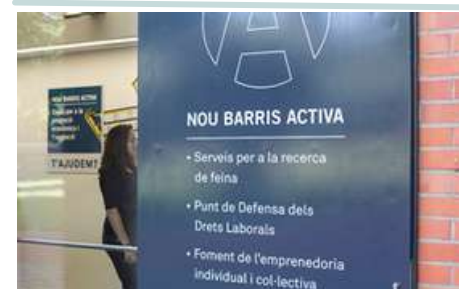 NOU BARRIS ACTIVA
T'AJUDEM?
NOU BARRIS ACTIVA
• Serveis per a la recerca
de feina
• Punt de Defensa dels
Drets Laborals
• Foment de l'emprenedoria
individual i col·lectiva